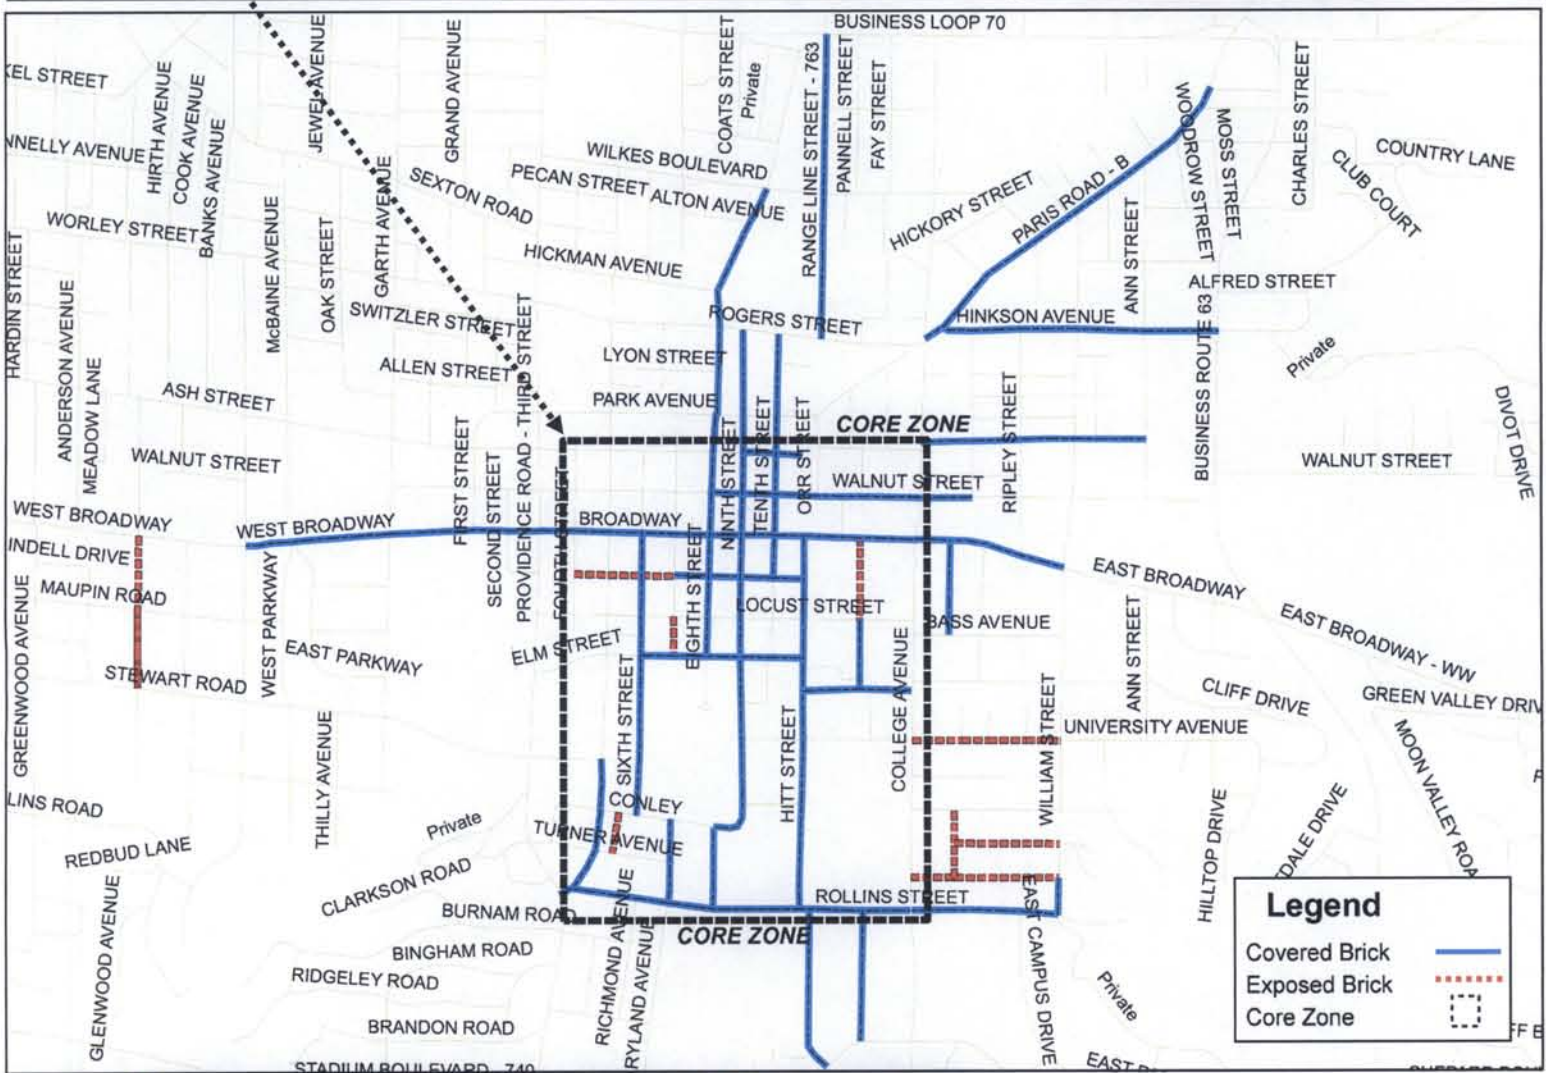 BUSINESS LOOP 70
KEL STREET
HIRTH AVENUE
COOK AVENUE
BANKS AVENUE
JEWEL AVENUE
GRAND AVENUE
COATS STREET
Private
RANGE LINE STREET - 763
PANNELL STREET
FAY STREET
WOODROW STREET
MOSS STREET
CHARLES STREET
COUNTRY LANE
CLUB COURT
NNELLY AVENUE
WILKES BOULEVARD
PECAN STREET
ALTON AVENUE
SEXTON ROAD
HICKORY STREET
PARIS ROAD - B
ANN STREET
WORLEY STREET
McBAINE AVENUE
OAK STREET
GARTH AVENUE
HICKMAN AVENUE
ALFRED STREET
HARDIN STREET
ANDERSON AVENUE
MEADOW LANE
SWITZLER STREET
ROGERS STREET
HINKSON AVENUE
BUSINESS ROUTE 63
Private
LYON STREET
ALLEN STREET
PARK AVENUE
ASH STREET
CORE ZONE
RIPLEY STREET
DIVOT DRIVE
WALNUT STREET
FIRST STREET
SECOND STREET
PROVIDENCE ROAD - THIRD STREET
FOURTH STREET
NINTH STREET
TENTH STREET
ORR STREET
WALNUT STREET
WALNUT STREET
WEST BROADWAY
WEST BROADWAY
BROADWAY
INDELL DRIVE
MAUPIN ROAD
GREENWOOD AVENUE
WEST PARKWAY
EIGHTH STREET
LOCUST STREET
EAST BROADWAY
BASS AVENUE
EAST BROADWAY - WW
ELM STREET
EAST PARKWAY
STEWART ROAD
SIXTH STREET
COLLEGE AVENUE
WILLIAM STREET
ANN STREET
CLIFF DRIVE
GREEN VALLEY DRIV
UNIVERSITY AVENUE
MOON VALLEY ROA
THILLY AVENUE
HITT STREET
LINS ROAD
CONLEY
Private
TURNER AVENUE
REDBUD LANE
HILLTOP DRIVE
TDALE DRIVE
CLARKSON ROAD
ROLLINS STREET
BURNAM ROAD
CORE ZONE
GLENWOOD AVENUE
BINGHAM ROAD
RICHMOND AVENUE
RYLAND AVENUE
EAST CAMPUS DRIVE
Private
RIDGELEY ROAD
BRANDON ROAD
STADIUM BOULEVARD - 740
Legend
Covered Brick
Exposed Brick
Core Zone